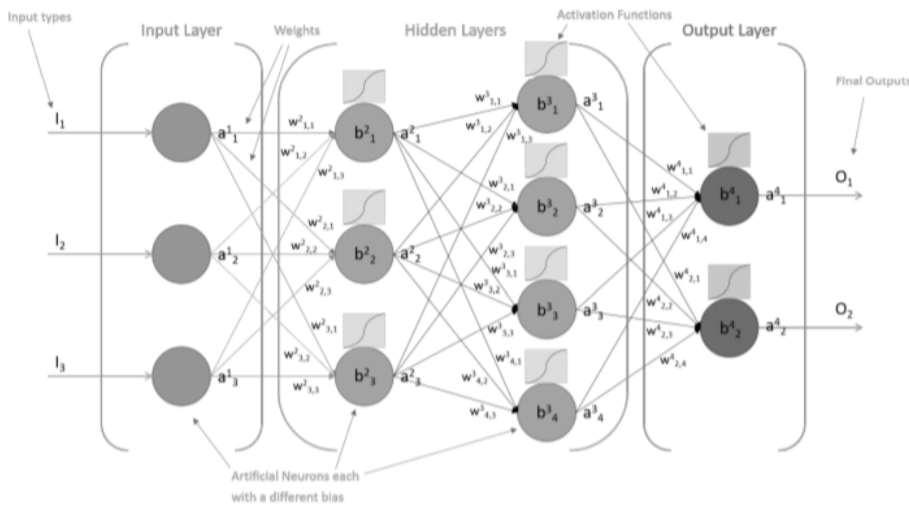 Input types
Input Layer
Weights
Hidden Layers
Activation Functions
Output Layer
Final Outputs
I₁
a¹₁
w²₁,₁
w²₁,₂
w²₁,₃
b²₁
a²₁
w³₁,₁
w³₁,₂
w³₁,₃
b³₁
a³₁
I₂
a¹₂
w²₂,₁
w²₂,₂
w²₂,₃
b²₂
a²₂
w³₂,₁
w³₂,₂
w³₂,₃
b³₂
a³₂
w⁴₁,₁
w⁴₁,₂
w⁴₁,₃
w⁴₁,₄
b⁴₁
a⁴₁
O₁
I₃
a¹₃
w²₃,₁
w²₃,₂
w²₃,₃
b²₃
a²₃
w³₃,₁
w³₃,₂
w³₃,₃
b³₃
a³₃
w⁴₂,₁
w⁴₂,₂
w⁴₂,₃
w⁴₂,₄
b⁴₂
a⁴₂
O₂
w³₄,₁
w³₄,₂
w³₄,₃
b³₄
a³₄
Artificial Neurons each
with a different bias